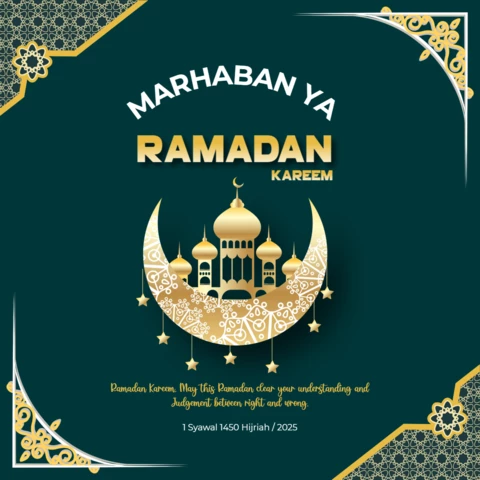 MARHABAN YA
RAMADAN
KAREEM
Ramadan Kareem, May this Ramadan clear your understanding and
Judgement between right and wrong.
1 Syawal 1450 Hijriah / 2025